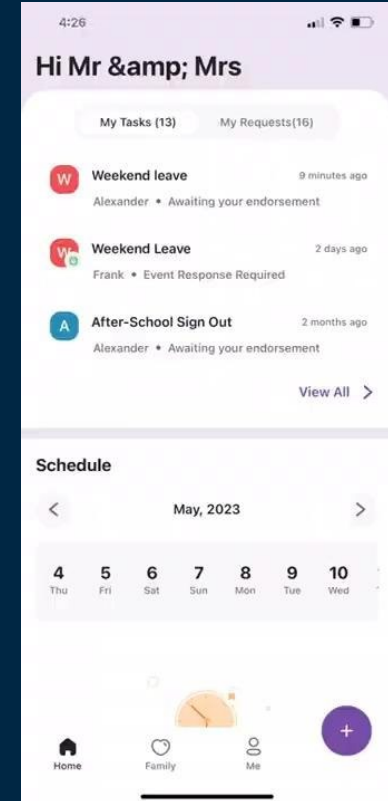 4:26
Hi Mr &amp; Mrs
My Tasks (13) My Requests(16)
W Weekend leave 9 minutes ago
Alexander • Awaiting your endorsement
W Weekend Leave 2 days ago
Frank • Event Response Required
A After-School Sign Out 2 months ago
Alexander • Awaiting your endorsement
View All >
Schedule
< May, 2023 >
4 5 6 7 8 9 10
Thu Fri Sat Sun Mon Tue Wed
+
Home Family Me